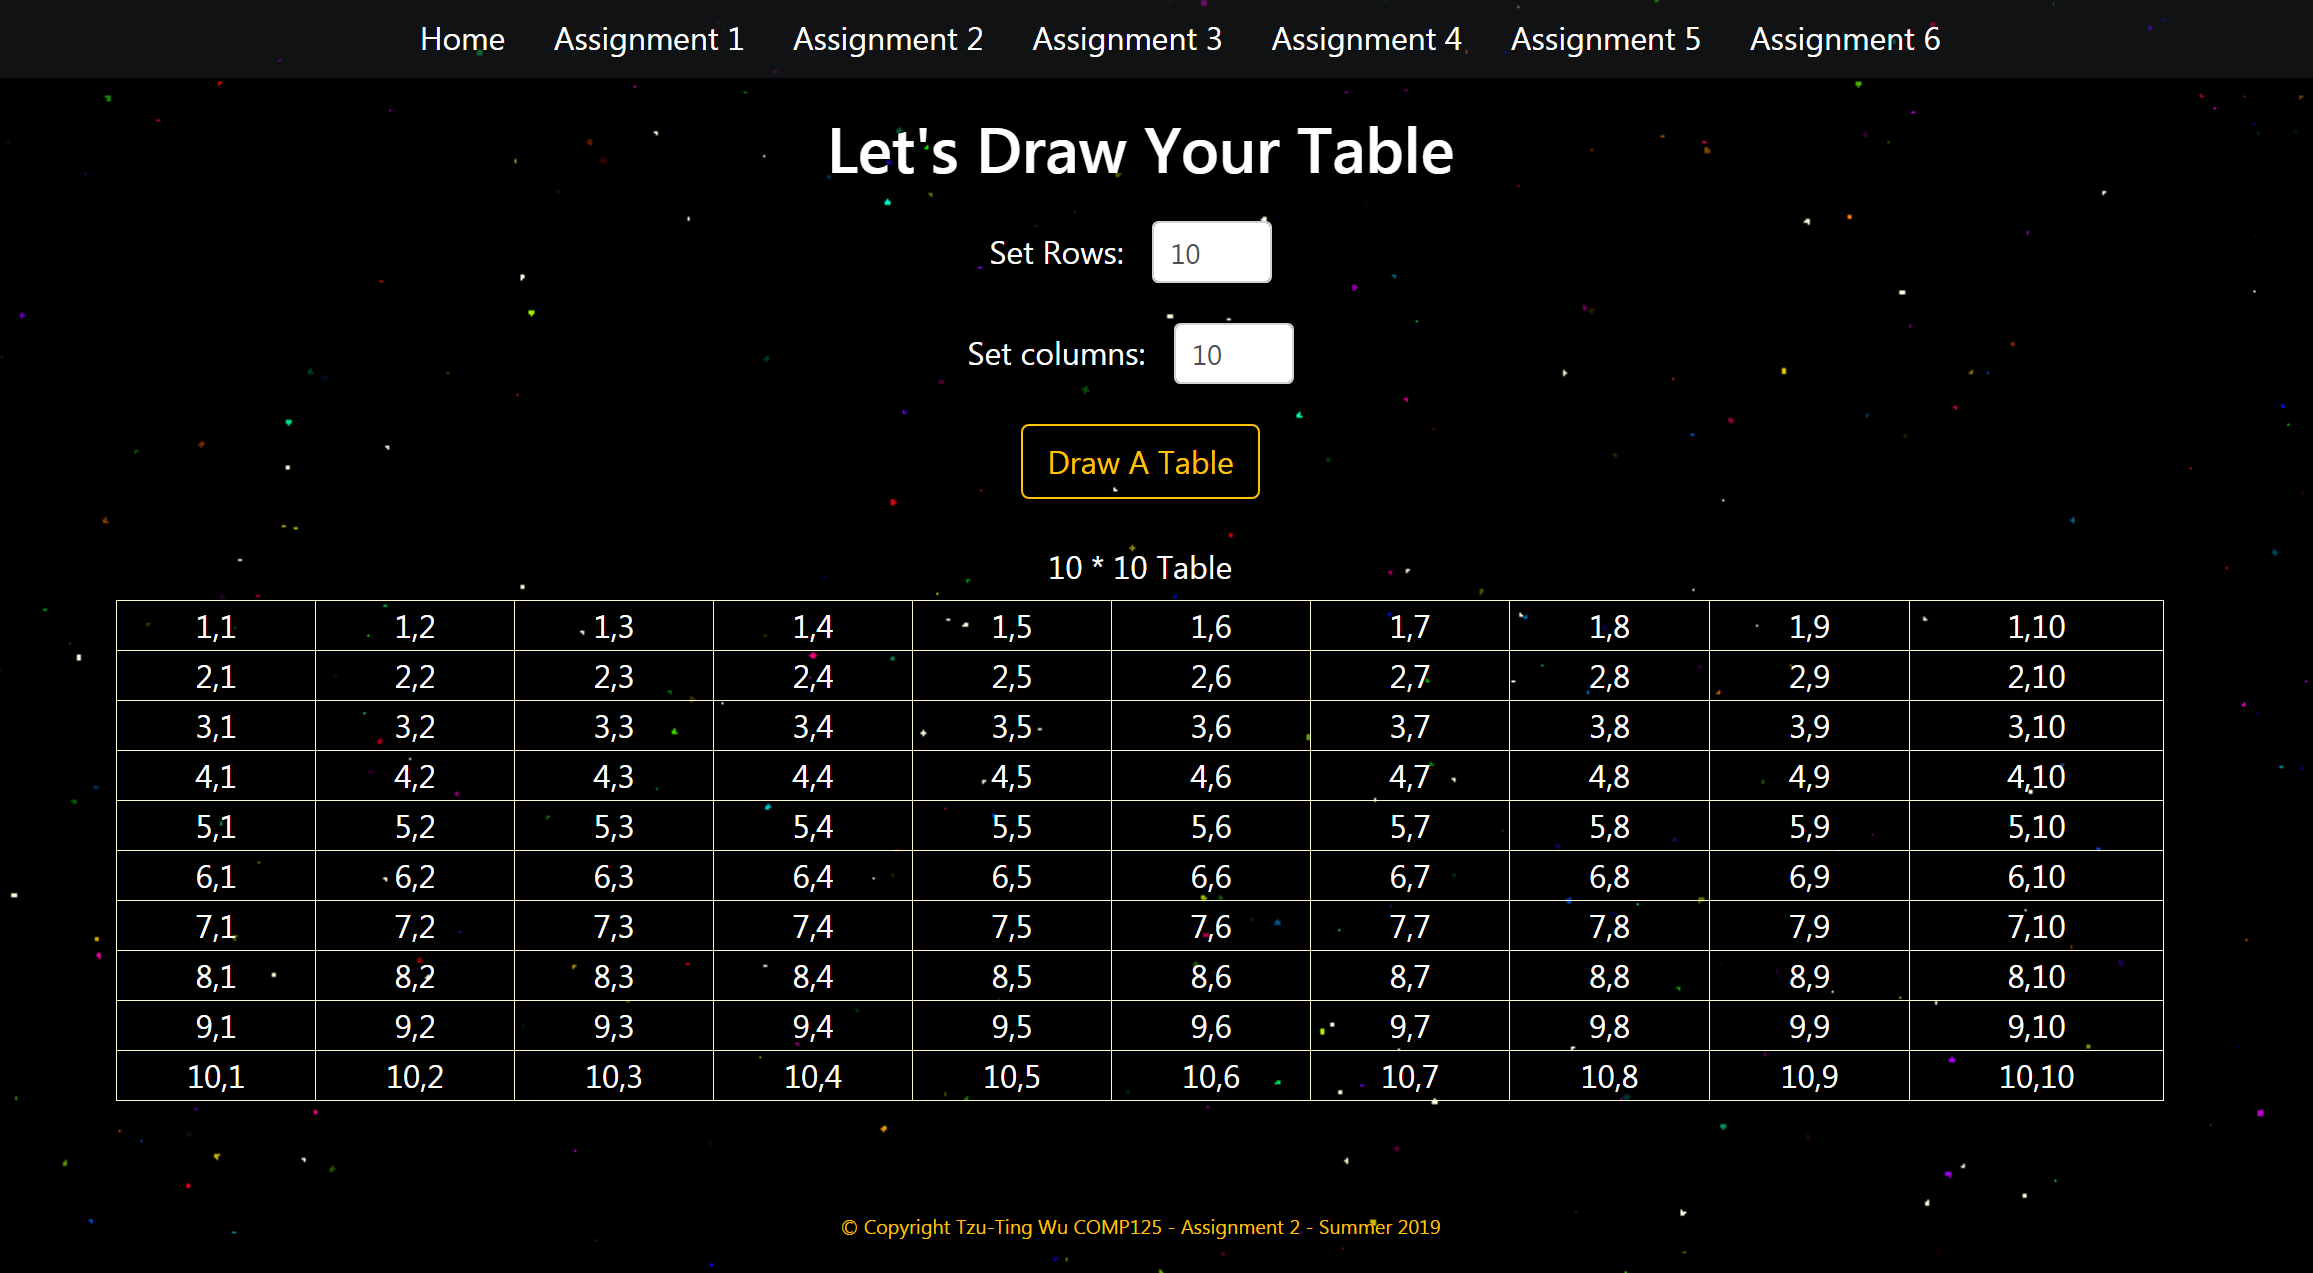 Home Assignment 1 Assignment 2 Assignment 3 Assignment 4 Assignment 5 Assignment 6
Let's Draw Your Table
Set Rows: 10
Set columns: 10
Draw A Table
10 * 10 Table
1,1 1,2 1,3 1,4 1,5 1,6 1,7 1,8 1,9 1,10
2,1 2,2 2,3 2,4 2,5 2,6 2,7 2,8 2,9 2,10
3,1 3,2 3,3 3,4 3,5 3,6 3,7 3,8 3,9 3,10
4,1 4,2 4,3 4,4 4,5 4,6 4,7 4,8 4,9 4,10
5,1 5,2 5,3 5,4 5,5 5,6 5,7 5,8 5,9 5,10
6,1 6,2 6,3 6,4 6,5 6,6 6,7 6,8 6,9 6,10
7,1 7,2 7,3 7,4 7,5 7,6 7,7 7,8 7,9 7,10
8,1 8,2 8,3 8,4 8,5 8,6 8,7 8,8 8,9 8,10
9,1 9,2 9,3 9,4 9,5 9,6 9,7 9,8 9,9 9,10
10,1 10,2 10,3 10,4 10,5 10,6 10,7 10,8 10,9 10,10
© Copyright Tzu-Ting Wu COMP125 - Assignment 2 - Summer 2019